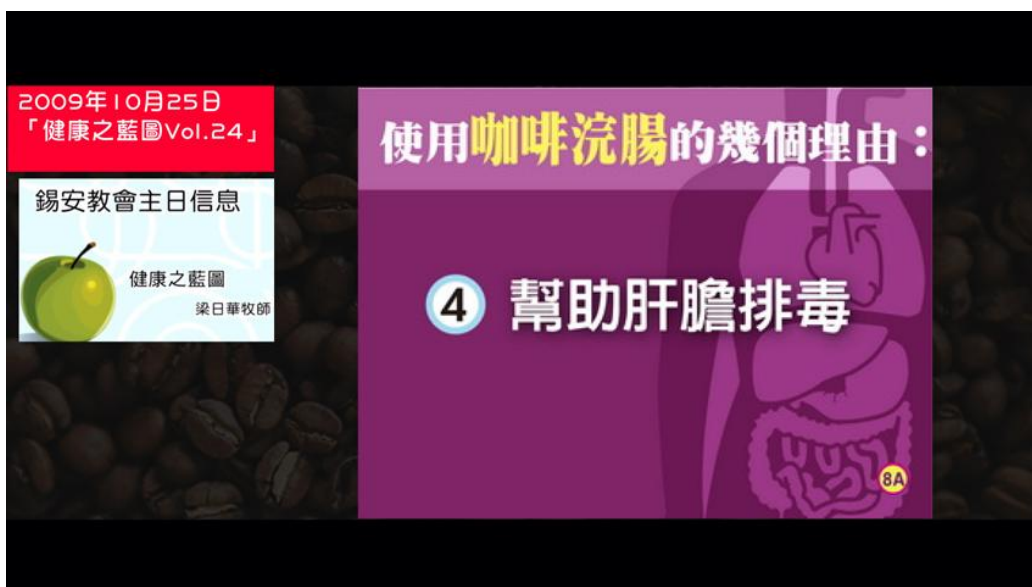 2009年10月25日
「健康之藍圖Vol.24」
錫安教會主日信息
健康之藍圖
梁日華牧師
使用咖啡浣腸的幾個理由：
④ 幫助肝膽排毒
8A